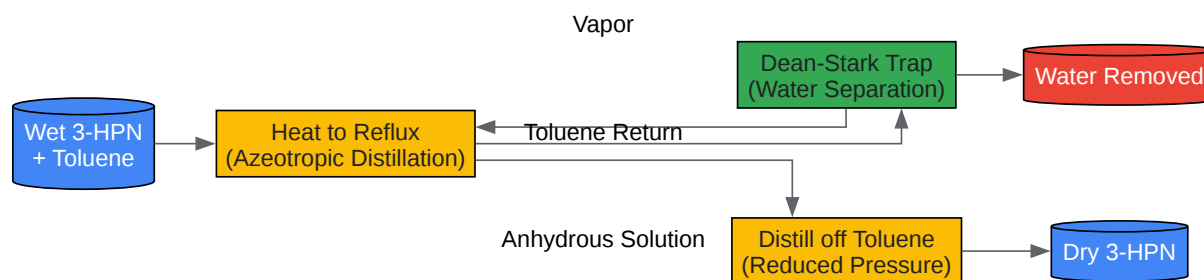 Vapor
Dean-Stark Trap
(Water Separation)
Water Removed
Wet 3-HPN
+ Toluene
Heat to Reflux
(Azeotropic Distillation)
Toluene Return
Anhydrous Solution
Distill off Toluene
(Reduced Pressure)
Dry 3-HPN